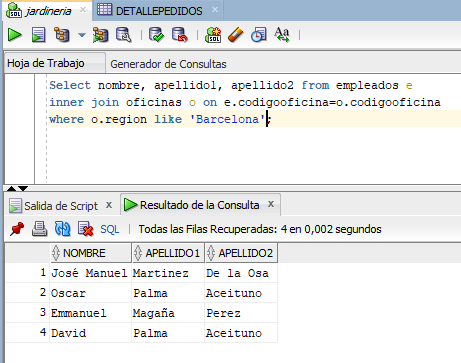 jardineria
DETALLEPEDIDOS
Hoja de Trabajo Generador de Consultas
Select nombre, apellido1, apellido2 from empleados e
inner join oficinas o on e.codigooficina=o.codigooficina
where o.region like 'Barcelona';
Salida de Script x Resultado de la Consulta x
SQL | Todas las Filas Recuperadas: 4 en 0,002 segundos
NOMBRE APELLIDO1 APELLIDO2
1 José Manuel Martinez De la Osa
2 Oscar Palma Aceituno
3 Emmanuel Magaña Perez
4 David Palma Aceituno